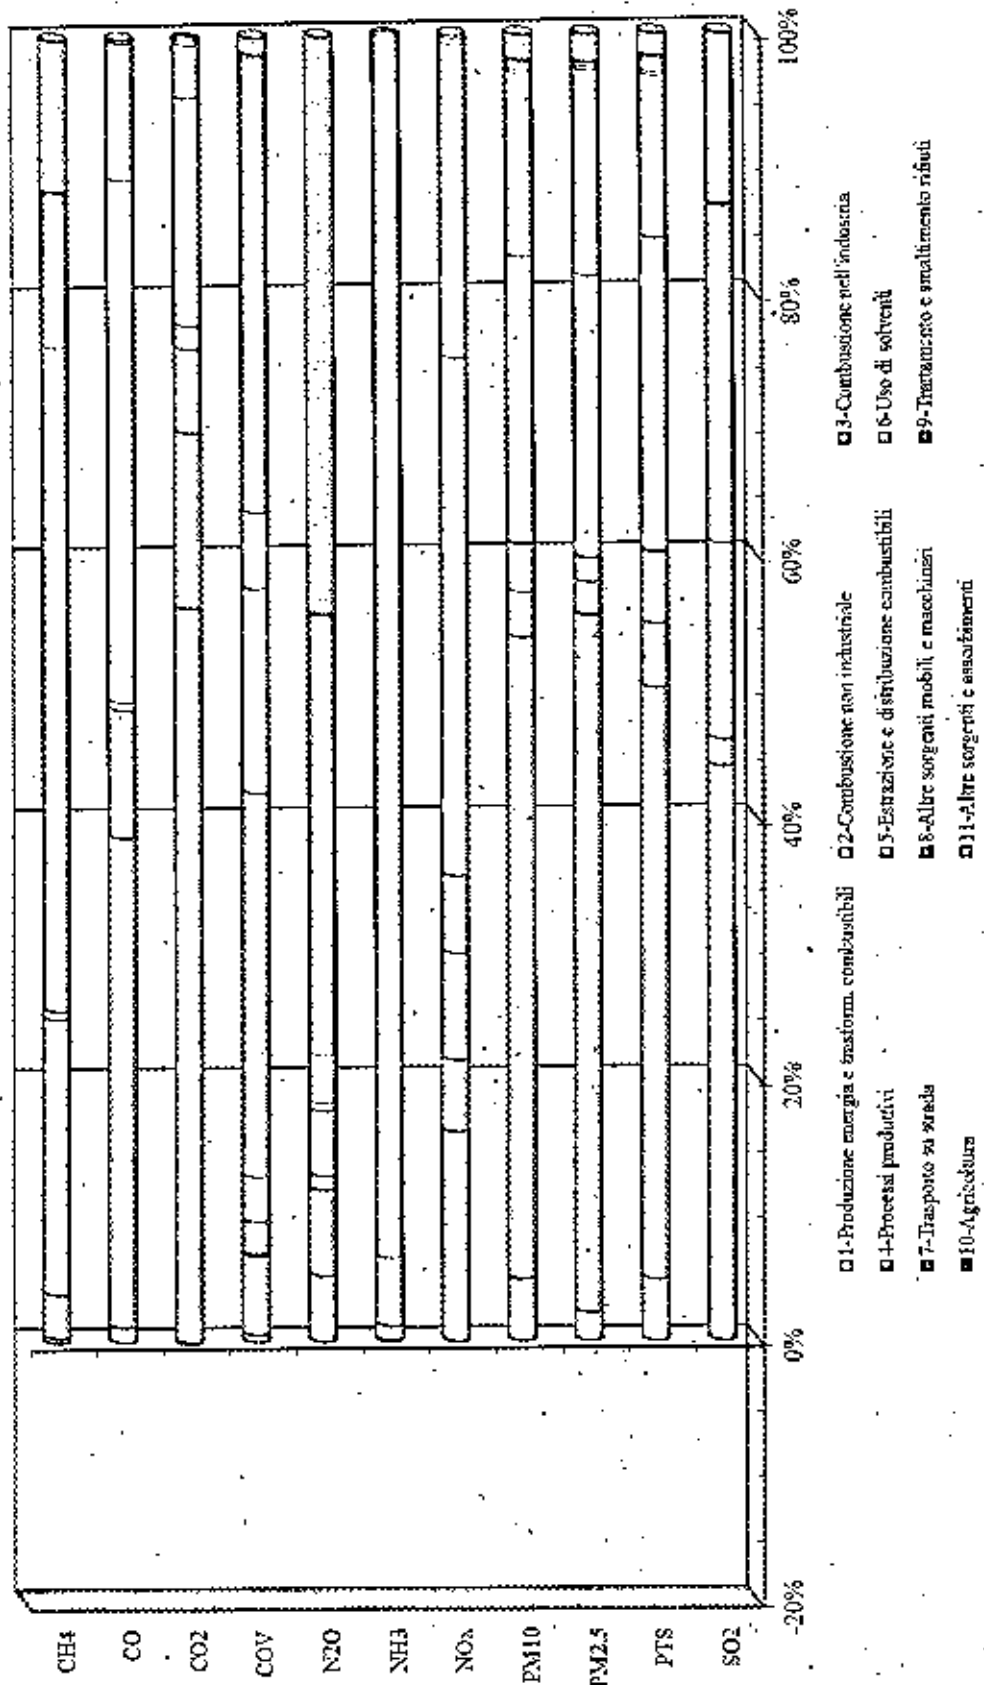 CH4
CO
CO2
COV
N2O
NH3
NOx
PM10
PM2.5
PTS
SO2
-20%
0%
20%
40%
60%
80%
100%
1-Produzione energia e trasform. combustibili
2-Combustione non industriale
3-Combustione nell'industria
4-Processi produttivi
5-Estrazione e distribuzione combustibili
6-Uso di solventi
7-Trasporto su strada
8-Altre sorgenti mobili e macchinari
9-Trattamento e smaltimento rifiuti
10-Agricoltura
11-Altre sorgenti e assorbimenti